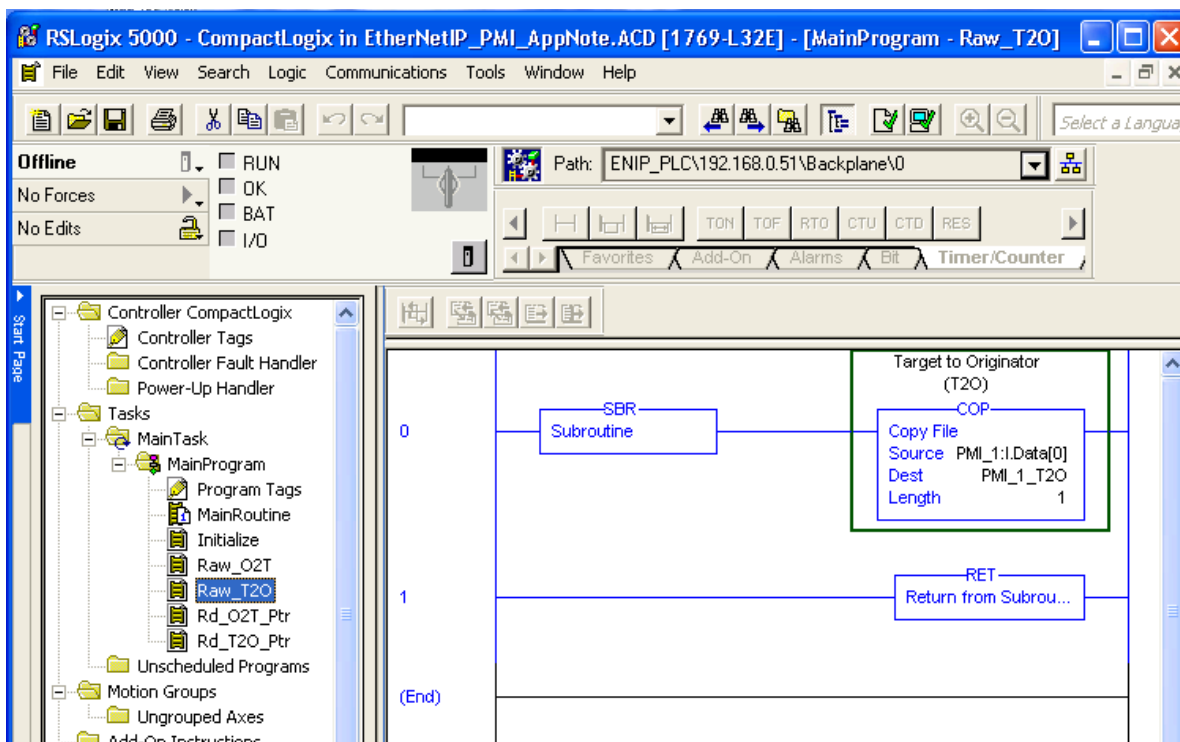 RSLogix 5000 - CompactLogix in EtherNetIP_PMI_AppNote.ACD [1769-L32E] - [MainProgram - Raw_T2O]
File Edit View Search Logic Communications Tools Window Help
Select a Langua
Offline
RUN
No Forces
OK
BAT
No Edits
I/O
Path: ENIP_PLC\192.168.0.51\Backplane\0
TON TOF RTO CTU CTD RES
Favorites Add-On Alarms Bit Timer/Counter
Start Page
Controller CompactLogix
Controller Tags
Controller Fault Handler
Power-Up Handler
Tasks
MainTask
MainProgram
Program Tags
MainRoutine
Initialize
Raw_O2T
Raw_T2O
Rd_O2T_Ptr
Rd_T2O_Ptr
Unscheduled Programs
Motion Groups
Ungrouped Axes
Add-On Instructions
Target to Originator
(T2O)
0
SBR
Subroutine
COP
Copy File
Source PMI_1:I.Data[0]
Dest PMI_1_T2O
Length 1
1
RET
Return from Subrou...
(End)